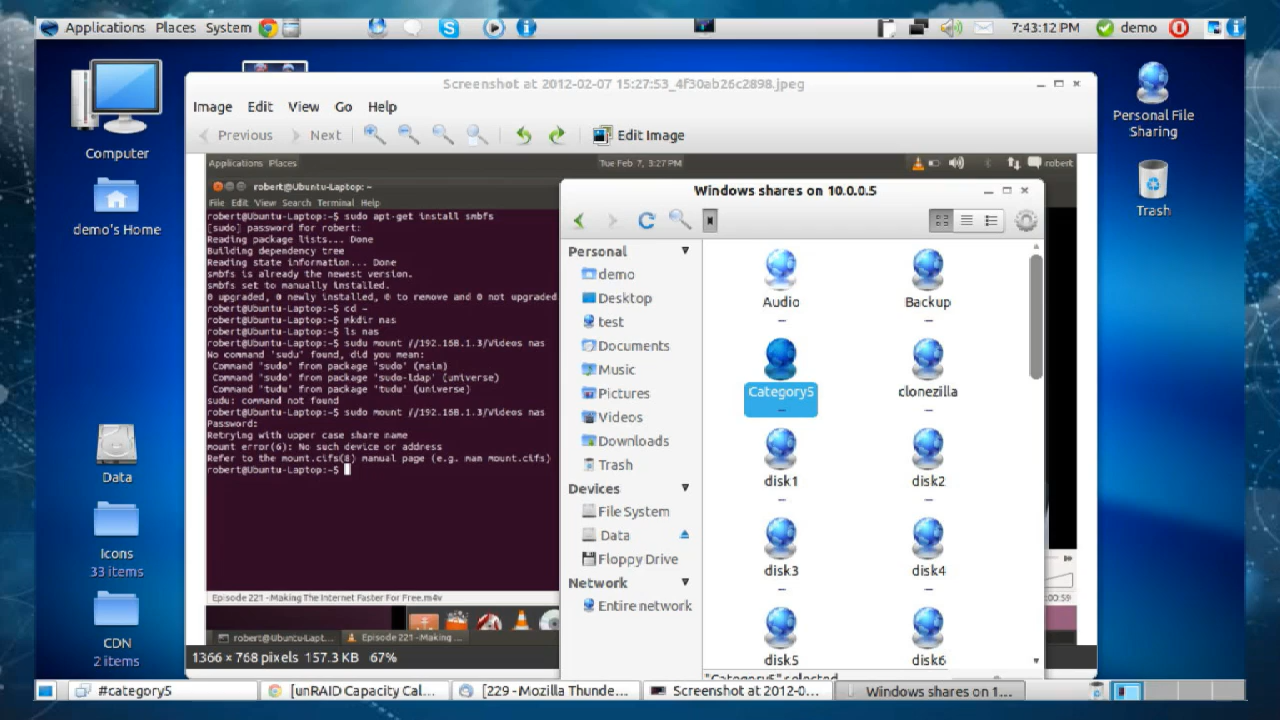 Applications Places System
7:43:12 PM demo
Computer
demo's Home
Data
Icons
33 items
CDN
2 items
Personal File
Sharing
Trash
Screenshot at 2012-02-07 15:27:53_4f30ab26c2898.jpeg
Image Edit View Go Help
Previous Next Edit Image
Applications Places Tue Feb 7, 3:27 PM robert
robert@Ubuntu-Laptop: ~
File Edit View Search Terminal Help
robert@Ubuntu-Laptop:~$ sudo apt-get install smbfs
[sudo] password for robert:
Reading package lists... Done
Building dependency tree
Reading state information... Done
smbfs is already the newest version.
smbfs set to manually installed.
0 upgraded, 0 newly installed, 0 to remove and 0 not upgraded
robert@Ubuntu-Laptop:~$ cd ~
robert@Ubuntu-Laptop:~$ mkdir nas
robert@Ubuntu-Laptop:~$ ls nas
robert@Ubuntu-Laptop:~$ sudu mount //192.168.1.3/Videos nas
No command 'sudu' found, did you mean:
Command 'sudo' from package 'sudo' (main)
Command 'sudo' from package 'sudo-ldap' (universe)
Command 'tudu' from package 'tudu' (universe)
sudu: command not found
robert@Ubuntu-Laptop:~$ sudo mount //192.168.1.3/Videos nas
Password:
Retrying with upper case share name
mount error(6): No such device or address
Refer to the mount.cifs(8) manual page (e.g. man mount.cifs)
robert@Ubuntu-Laptop:~$
Episode 221 - Making The Internet Faster For Free.m4v
00:59
robert@Ubuntu-Lapt... Episode 221 -Making ...
1366 × 768 pixels 157.3 KB 67%
Windows shares on 10.0.0.5
Personal
demo
Desktop
test
Documents
Music
Pictures
Videos
Downloads
Trash
Devices
File System
Data
Floppy Drive
Network
Entire network
Audio Backup
Category5 clonezilla
disk1 disk2
disk3 disk4
disk5 disk6
"Category5" selected
#category5 [unRAID Capacity Cal... [229 - Mozilla Thunde... Screenshot at 2012-0... Windows shares on 1...